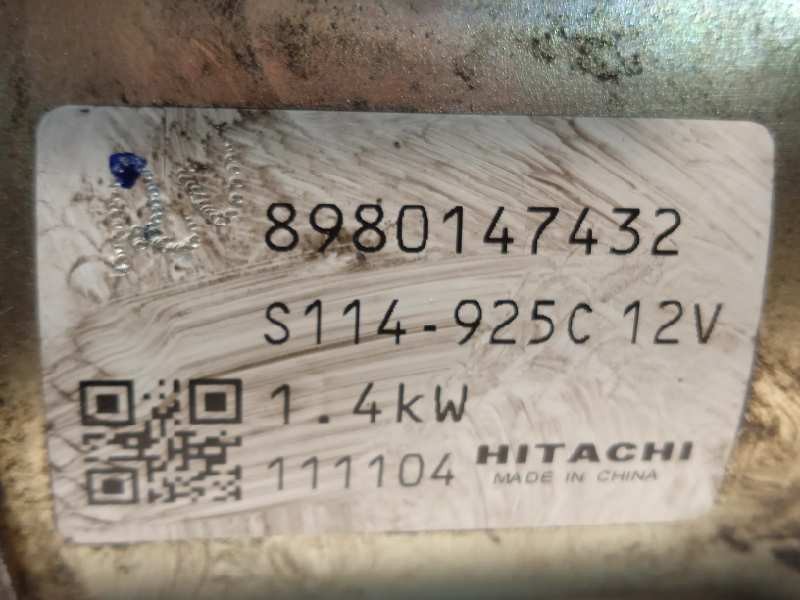 8980147432
S114-925C 12V
1.4kW
111104 HITACHI
MADE IN CHINA